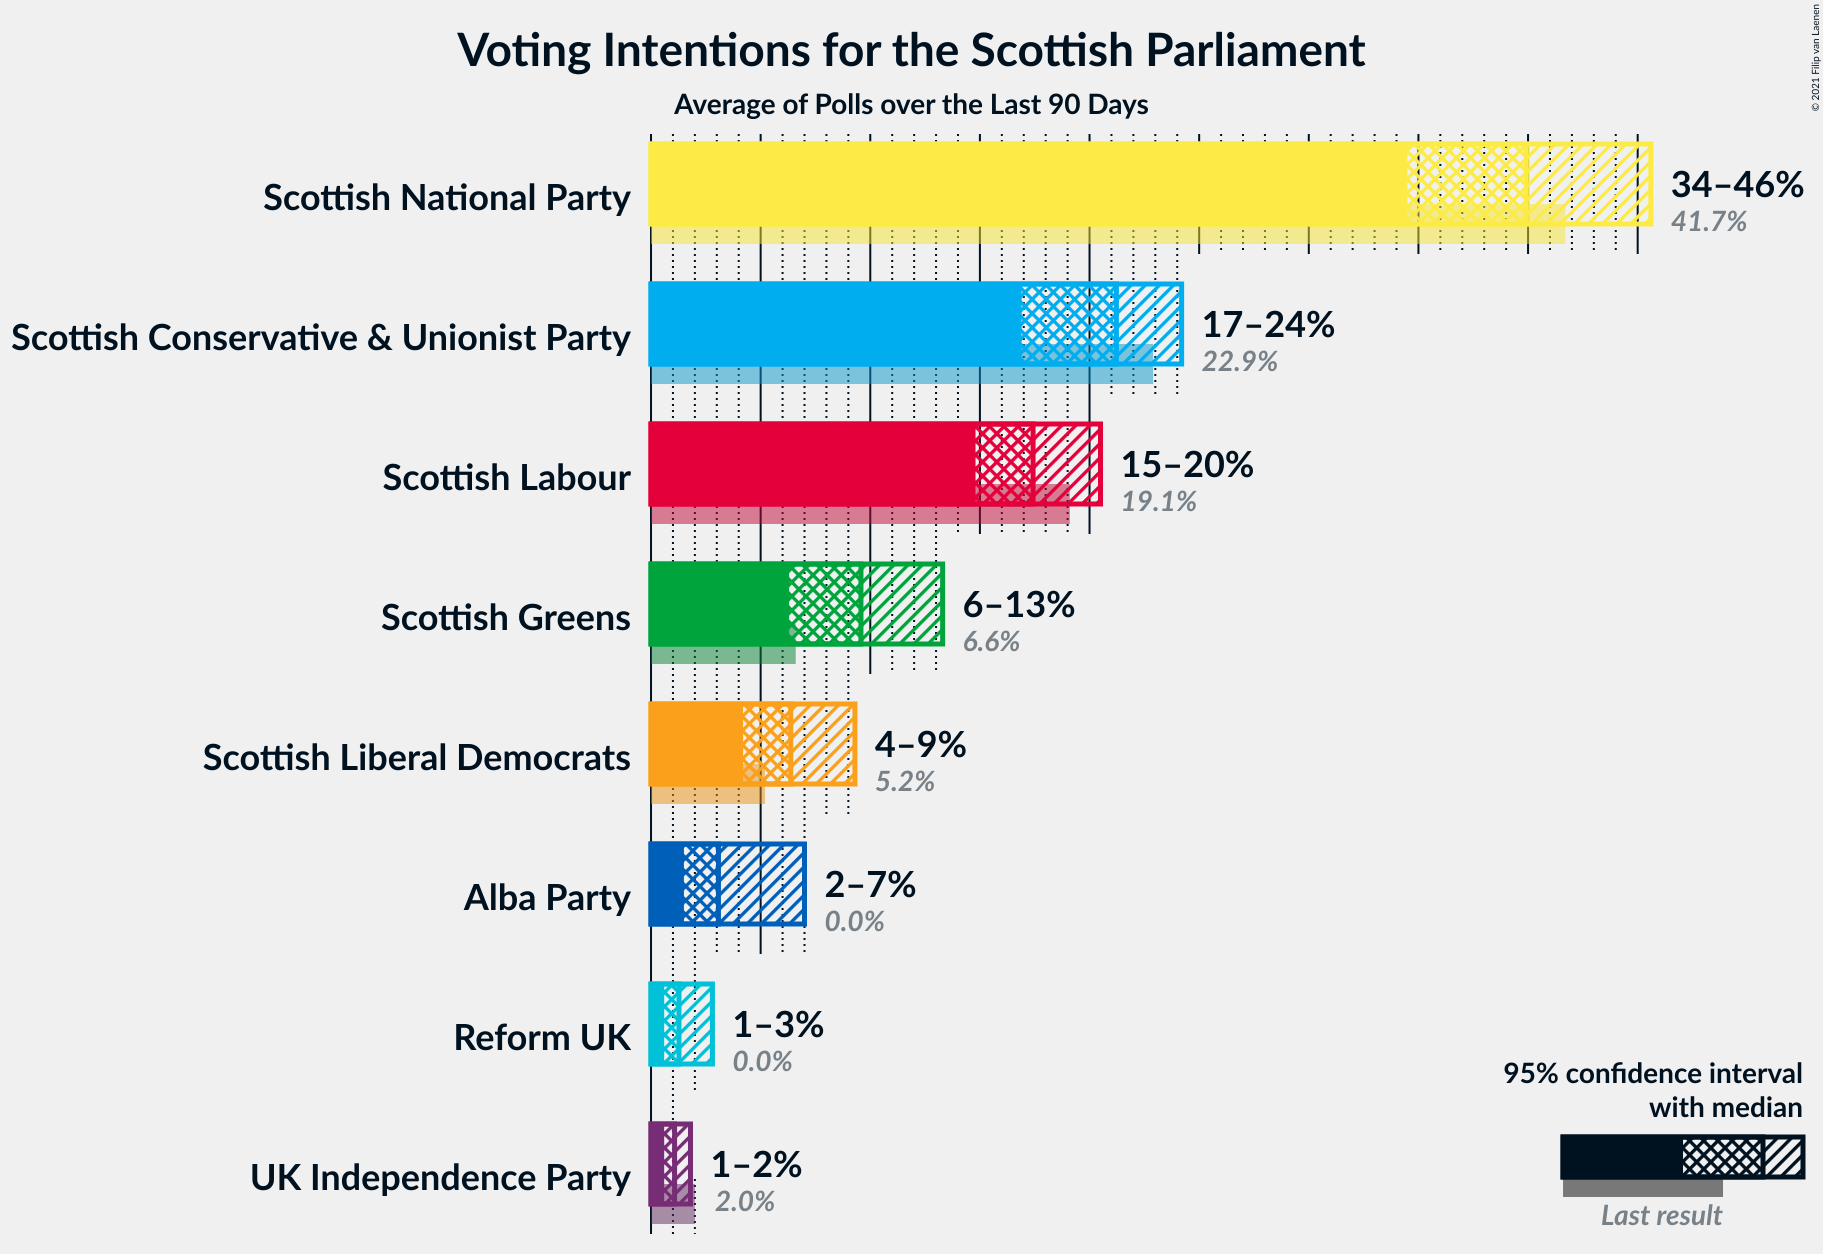 Voting Intentions for the Scottish Parliament
Average of Polls over the Last 90 Days
© 2021 Filip van Laenen
Scottish National Party
34–46%
41.7%
Scottish Conservative & Unionist Party
17–24%
22.9%
Scottish Labour
15–20%
19.1%
Scottish Greens
6–13%
6.6%
Scottish Liberal Democrats
4–9%
5.2%
Alba Party
2–7%
0.0%
Reform UK
1–3%
0.0%
UK Independence Party
1–2%
2.0%
95% confidence interval
with median
Last result